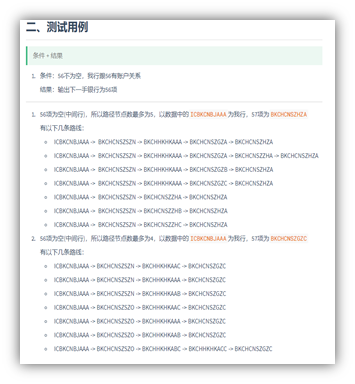 二、测试用例
条件 + 结果
1. 条件：56不为空，我行跟56有账户关系
结果：输出下一手银行为56项
1. 56项为空(中间行)，所以路径节点数量多为5，以数据中的 ICBKCNBJAAA 为我行，57项为 BKCHCNSZHZA
有以下几条路线：
ICBKCNBJAAA -> BKCHCNSZSZN -> BKCHHKHKAAA -> BKCHCNSZGZA -> BKCHCNSZHZA
ICBKCNBJAAA -> BKCHCNSZSZN -> BKCHHKHKAAA -> BKCHCNSZGZA -> BKCHCNSZZHA -> BKCHCNSZHZA
ICBKCNBJAAA -> BKCHCNSZSZN -> BKCHHKHKAAA -> BKCHCNSZGZB -> BKCHCNSZHZA
ICBKCNBJAAA -> BKCHCNSZSZN -> BKCHHKHKAAA -> BKCHCNSZGZC -> BKCHCNSZHZA
ICBKCNBJAAA -> BKCHCNSZSZN -> BKCHCNSZZHA -> BKCHCNSZHZA
ICBKCNBJAAA -> BKCHCNSZSZN -> BKCHCNSZZHB -> BKCHCNSZHZA
ICBKCNBJAAA -> BKCHCNSZSZN -> BKCHCNSZZHC -> BKCHCNSZHZA
2. 56项为空(中间行)，所以路径节点数量多为4，以数据中的 ICBKCNBJAAA 为我行，57项为 BKCHCNSZGZC
有以下几条路线：
ICBKCNBJAAA -> BKCHCNSZSZN -> BKCHHKHKAAC -> BKCHCNSZGZC
ICBKCNBJAAA -> BKCHCNSZSZN -> BKCHHKHKAAA -> BKCHCNSZGZC
ICBKCNBJAAA -> BKCHCNSZSZN -> BKCHHKHKAAB -> BKCHCNSZGZC
ICBKCNBJAAA -> BKCHCNSZSZO -> BKCHHKHKAAC -> BKCHCNSZGZC
ICBKCNBJAAA -> BKCHCNSZSZO -> BKCHHKHKAAA -> BKCHCNSZGZC
ICBKCNBJAAA -> BKCHCNSZSZO -> BKCHHKHKAAB -> BKCHCNSZGZC
ICBKCNBJAAA -> BKCHCNSZSZO -> BKCHHKHKABC -> BKCHHKHKACC -> BKCHCNSZGZC